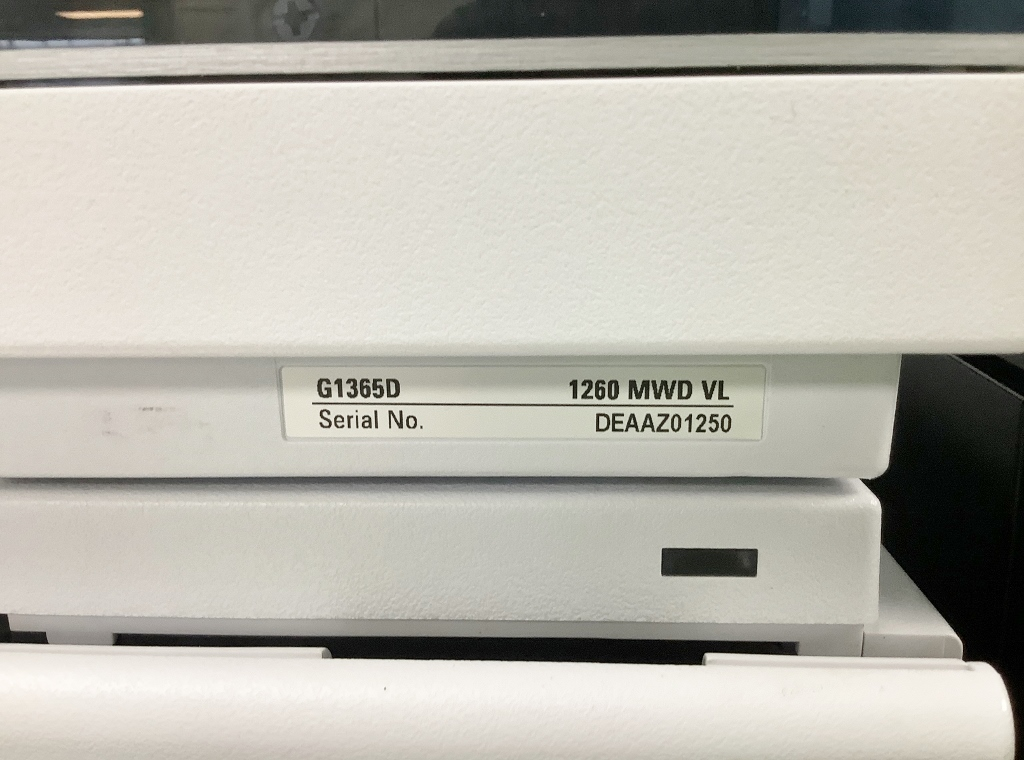 G1365D 1260 MWD VL
Serial No. DEAAZ01250